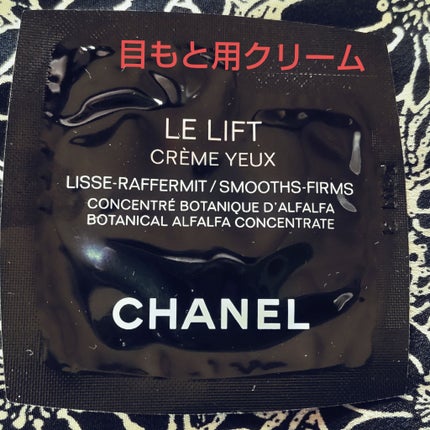 目もと用クリーム
LE LIFT
CRÈME YEUX
LISSE-RAFFERMIT / SMOOTHS-FIRMS
CONCENTRÉ BOTANIQUE D'ALFALFA
BOTANICAL ALFALFA CONCENTRATE
CHANEL